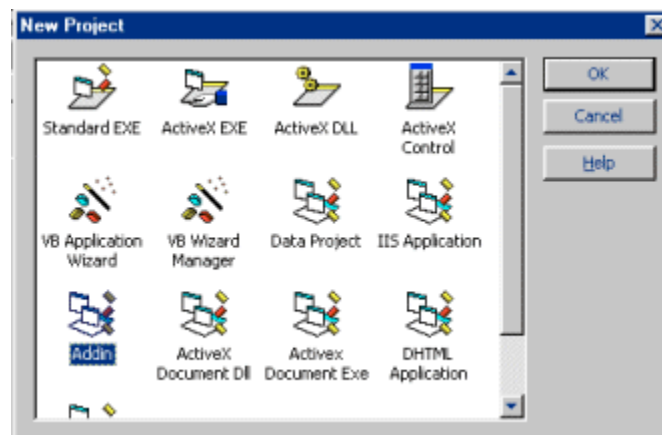 New Project
Standard EXE
ActiveX EXE
ActiveX DLL
ActiveX
Control
VB Application
Wizard
VB Wizard
Manager
Data Project
IIS Application
Addin
ActiveX
Document Dll
Activex
Document Exe
DHTML
Application
OK
Cancel
Help